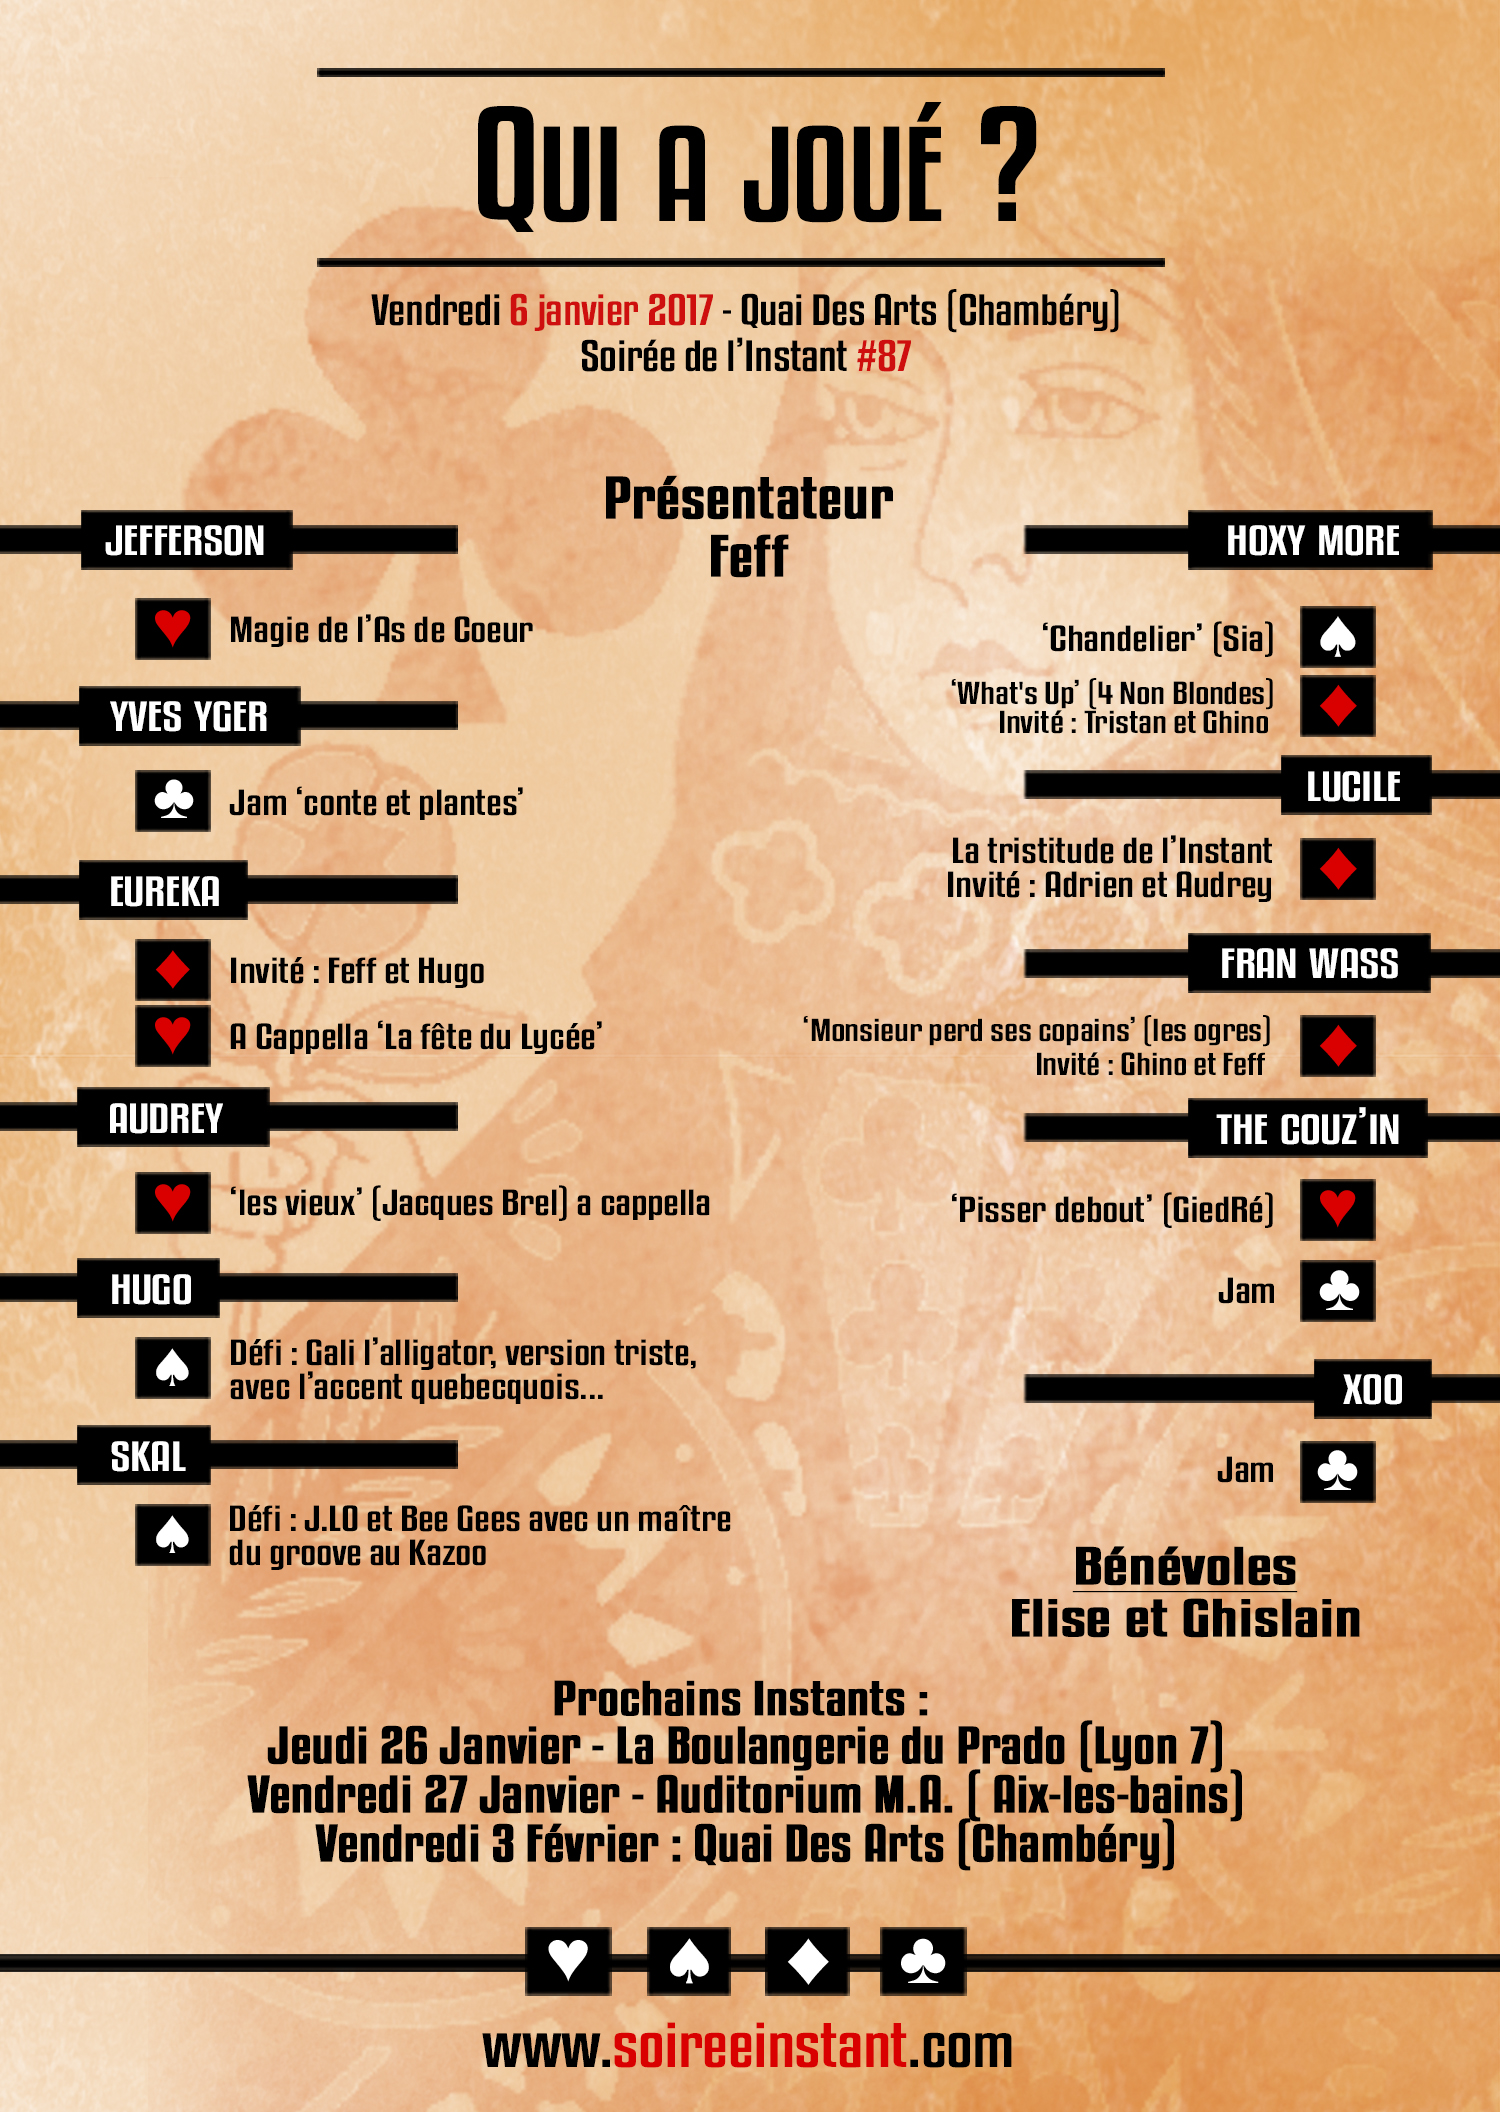 Qui a joué ?
Vendredi 6 janvier 2017 - Quai Des Arts (Chambéry)
Soirée de l'Instant #87
Présentateur
Feff
JEFFERSON
Magie de l'As de Coeur
YVES YGER
Jam ‘conte et plantes’
EUREKA
Invité : Feff et Hugo
A Cappella ‘La fête du Lycée’
AUDREY
‘les vieux’ (Jacques Brel) a cappella
HUGO
Défi : Gali l'alligator, version triste,
avec l'accent quebecquois...
SKAL
Défi : J.LO et Bee Gees avec un maître
du groove au Kazoo
HOXY MORE
‘Chandelier’ (Sia)
‘What's Up’ (4 Non Blondes)
Invité : Tristan et Ghino
LUCILE
La tristitude de l'Instant
Invité : Adrien et Audrey
FRAN WASS
‘Monsieur perd ses copains’ (les ogres)
Invité : Ghino et Feff
THE COUZ'IN
‘Pisser debout’ (GiedRé)
Jam
XOO
Jam
Bénévoles
Elise et Ghislain
Prochains Instants :
Jeudi 26 Janvier - La Boulangerie du Prado (Lyon 7)
Vendredi 27 Janvier - Auditorium M.A. ( Aix-les-bains)
Vendredi 3 Février : Quai Des Arts (Chambéry)
www.soireeinstant.com